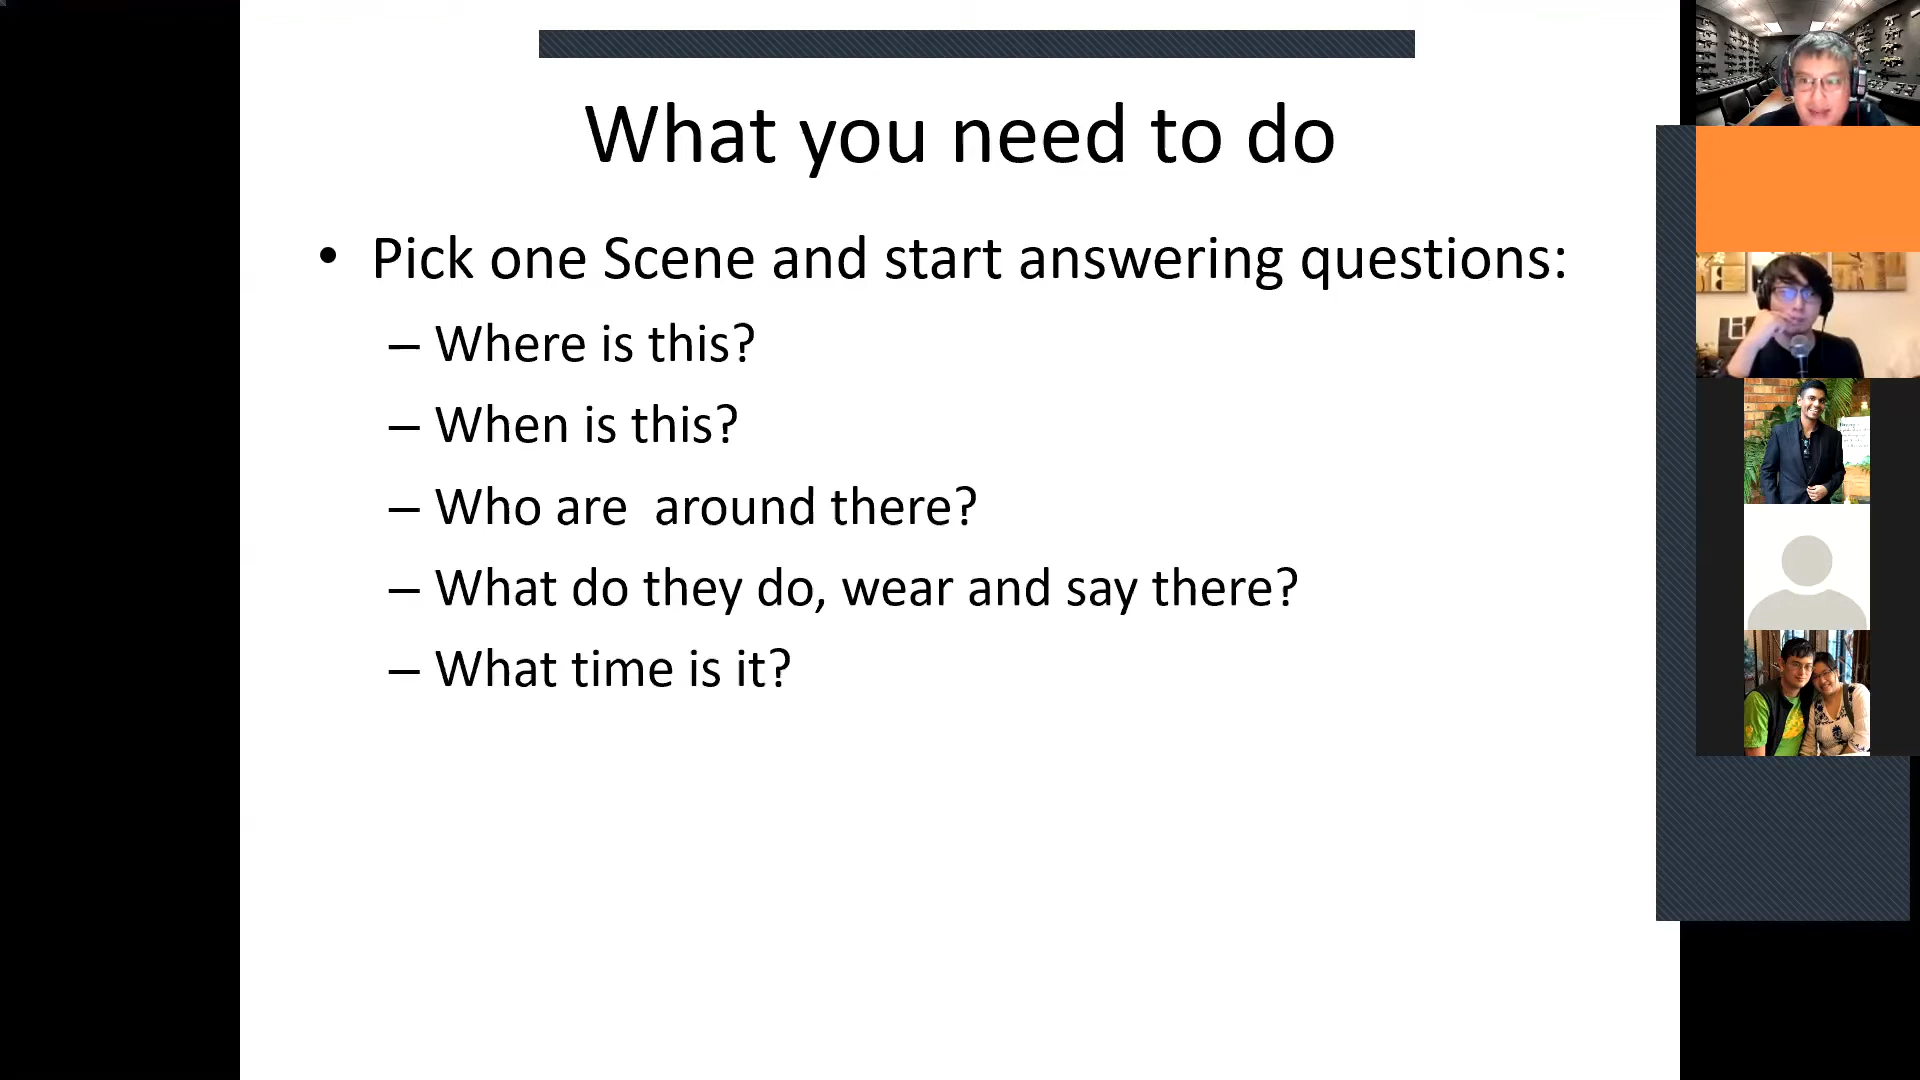 What you need to do
• Pick one Scene and start answering questions:
– Where is this?
– When is this?
– Who are  around there?
– What do they do, wear and say there?
– What time is it?